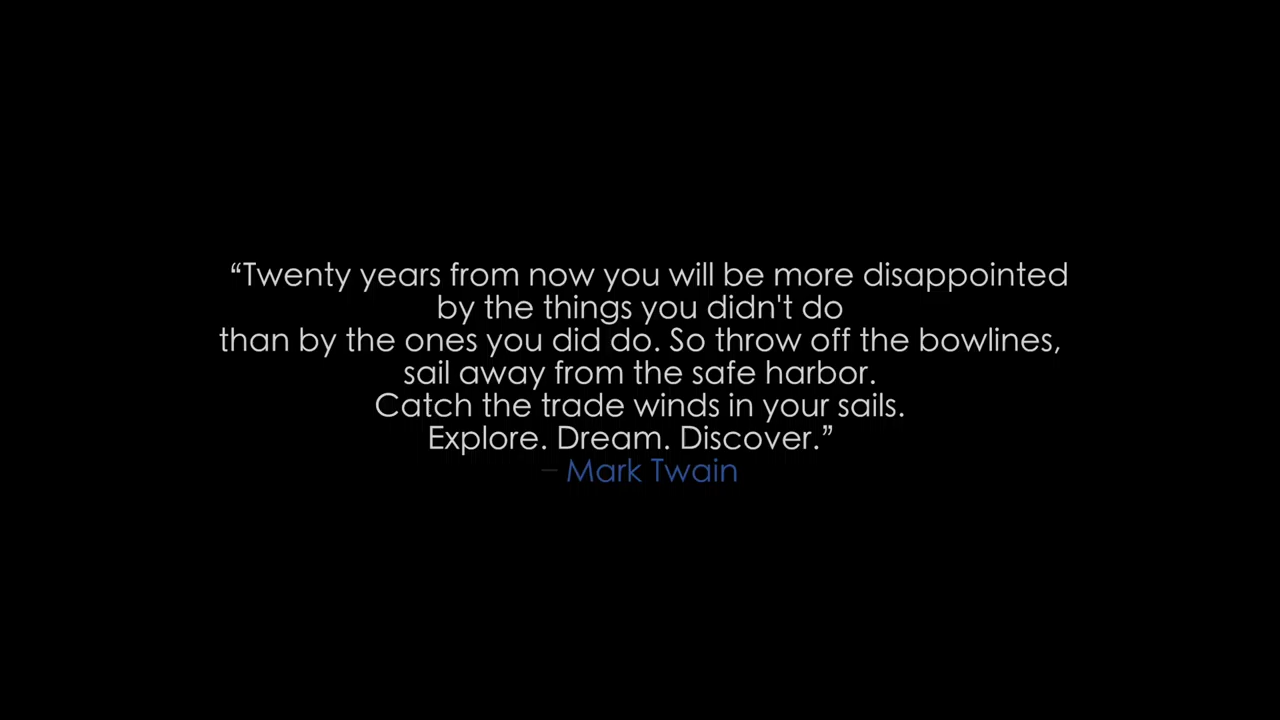 “Twenty years from now you will be more disappointed
by the things you didn't do
than by the ones you did do. So throw off the bowlines,
sail away from the safe harbor.
Catch the trade winds in your sails.
Explore. Dream. Discover.”
– Mark Twain